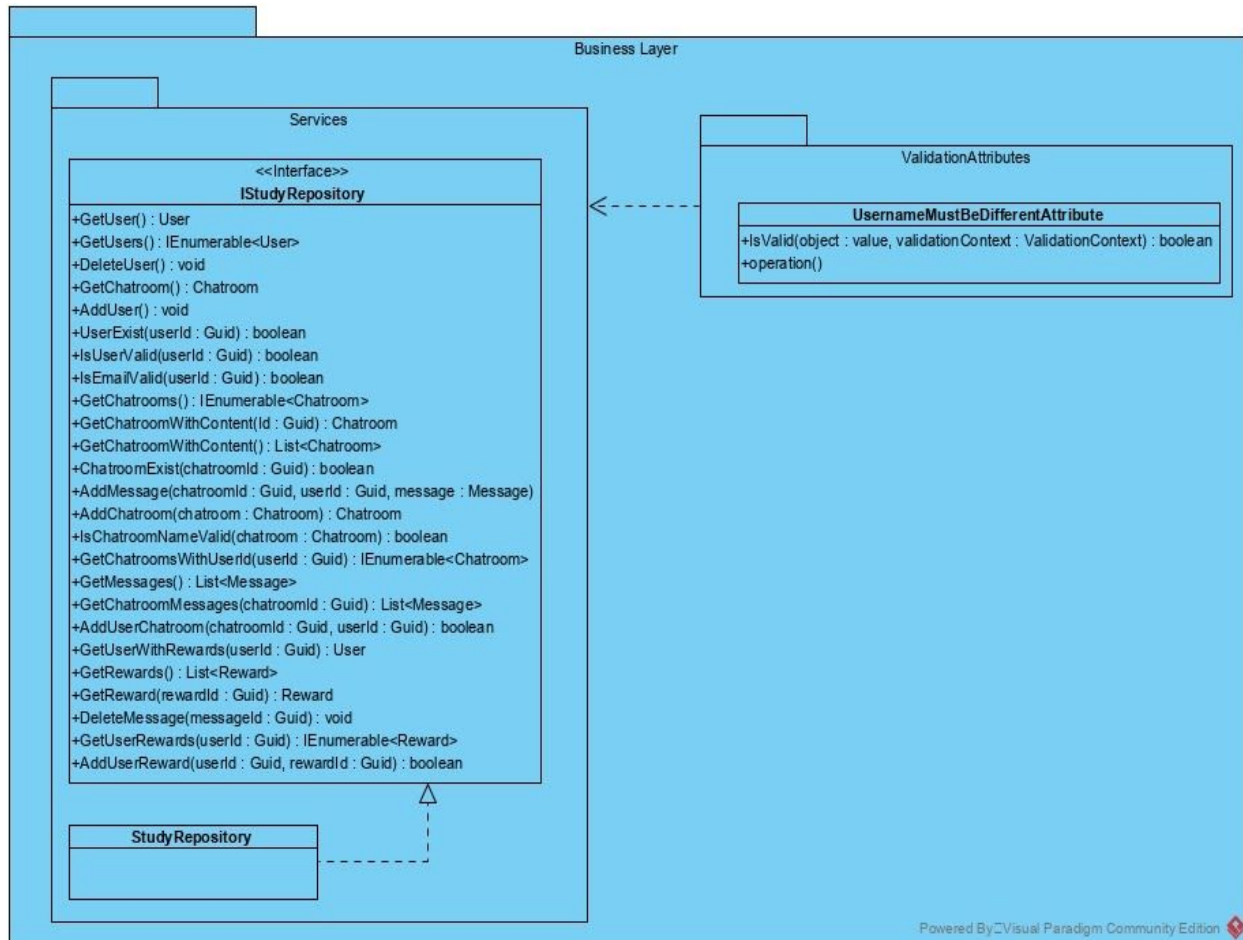 Business Layer
Services
<<Interface>>
IStudyRepository
+GetUser() : User
+GetUsers() : IEnumerable<User>
+DeleteUser() : void
+GetChatroom() : Chatroom
+AddUser() : void
+UserExist(userId : Guid) : boolean
+IsUserValid(userId : Guid) : boolean
+IsEmailValid(userId : Guid) : boolean
+GetChatrooms() : IEnumerable<Chatroom>
+GetChatroomWithContent(Id : Guid) : Chatroom
+GetChatroomWithContent() : List<Chatroom>
+ChatroomExist(chatroomId : Guid) : boolean
+AddMessage(chatroomId : Guid, userId : Guid, message : Message)
+AddChatroom(chatroom : Chatroom) : Chatroom
+IsChatroomNameValid(chatroom : Chatroom) : boolean
+GetChatroomsWithUserId(userId : Guid) : IEnumerable<Chatroom>
+GetMessages() : List<Message>
+GetChatroomMessages(chatroomId : Guid) : List<Message>
+AddUserChatroom(chatroomId : Guid, userId : Guid) : boolean
+GetUserWithRewards(userId : Guid) : User
+GetRewards() : List<Reward>
+GetReward(rewardId : Guid) : Reward
+DeleteMessage(messageId : Guid) : void
+GetUserRewards(userId : Guid) : IEnumerable<Reward>
+AddUserReward(userId : Guid, rewardId : Guid) : boolean
StudyRepository
ValidationAttributes
UsernameMustBeDifferentAttribute
+IsValid(object : value, validationContext : ValidationContext) : boolean
+operation()
Powered By Visual Paradigm Community Edition